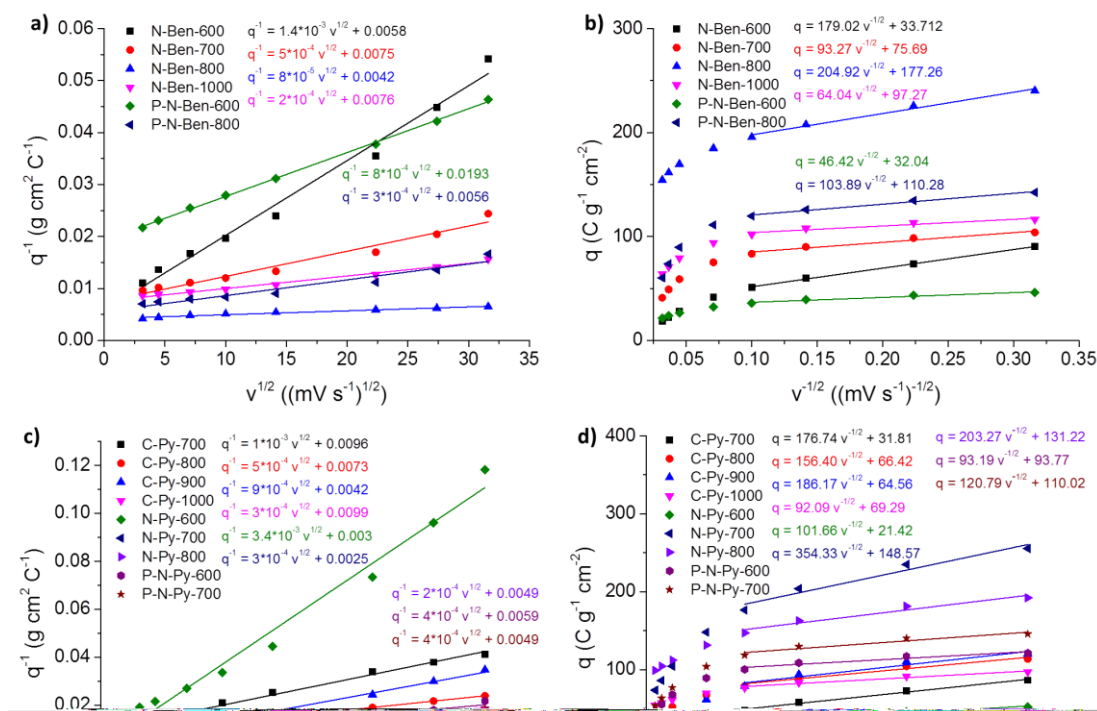 a)
N-Ben-600
N-Ben-700
N-Ben-800
N-Ben-1000
P-N-Ben-600
P-N-Ben-800
q⁻¹ = 1.4*10⁻³ v^1/2 + 0.0058
q⁻¹ = 5*10⁻⁴ v^1/2 + 0.0075
q⁻¹ = 8*10⁻⁵ v^1/2 + 0.0042
q⁻¹ = 2*10⁻⁴ v^1/2 + 0.0076
q⁻¹ = 8*10⁻⁴ v^1/2 + 0.0193
q⁻¹ = 3*10⁻⁴ v^1/2 + 0.0056
0.06
0.05
0.04
0.03
0.02
0.01
0.00
q⁻¹ (g cm² C⁻¹)
0 5 10 15 20 25 30 35
v^1/2 ((mV s⁻¹)^1/2)
b)
N-Ben-600
N-Ben-700
N-Ben-800
N-Ben-1000
P-N-Ben-600
P-N-Ben-800
q = 179.02 v^-1/2 + 33.712
q = 93.27 v^-1/2 + 75.69
q = 204.92 v^-1/2 + 177.26
q = 64.04 v^-1/2 + 97.27
q = 46.42 v^-1/2 + 32.04
q = 103.89 v^-1/2 + 110.28
300
200
100
0
q (C g⁻¹ cm⁻²)
0.05 0.10 0.15 0.20 0.25 0.30 0.35
v^-1/2 ((mV s⁻¹)^-1/2)
c)
C-Py-700
C-Py-800
C-Py-900
C-Py-1000
N-Py-600
N-Py-700
N-Py-800
P-N-Py-600
P-N-Py-700
q⁻¹ = 1*10⁻³ v^1/2 + 0.0096
q⁻¹ = 5*10⁻⁴ v^1/2 + 0.0073
q⁻¹ = 9*10⁻⁴ v^1/2 + 0.0042
q⁻¹ = 3*10⁻⁴ v^1/2 + 0.0099
q⁻¹ = 3.4*10⁻³ v^1/2 + 0.003
q⁻¹ = 3*10⁻⁴ v^1/2 + 0.0025
q⁻¹ = 2*10⁻⁴ v^1/2 + 0.0049
q⁻¹ = 4*10⁻⁴ v^1/2 + 0.0059
q⁻¹ = 4*10⁻⁴ v^1/2 + 0.0049
0.12
0.10
0.08
0.06
0.04
0.02
q⁻¹ (g cm² C⁻¹)
d)
C-Py-700
C-Py-800
C-Py-900
C-Py-1000
N-Py-600
N-Py-700
N-Py-800
P-N-Py-600
P-N-Py-700
q = 176.74 v^-1/2 + 31.81
q = 156.40 v^-1/2 + 66.42
q = 186.17 v^-1/2 + 64.56
q = 92.09 v^-1/2 + 69.29
q = 101.66 v^-1/2 + 21.42
q = 354.33 v^-1/2 + 148.57
q = 203.27 v^-1/2 + 131.22
q = 93.19 v^-1/2 + 93.77
q = 120.79 v^-1/2 + 110.02
400
300
200
100
q (C g⁻¹ cm⁻²)